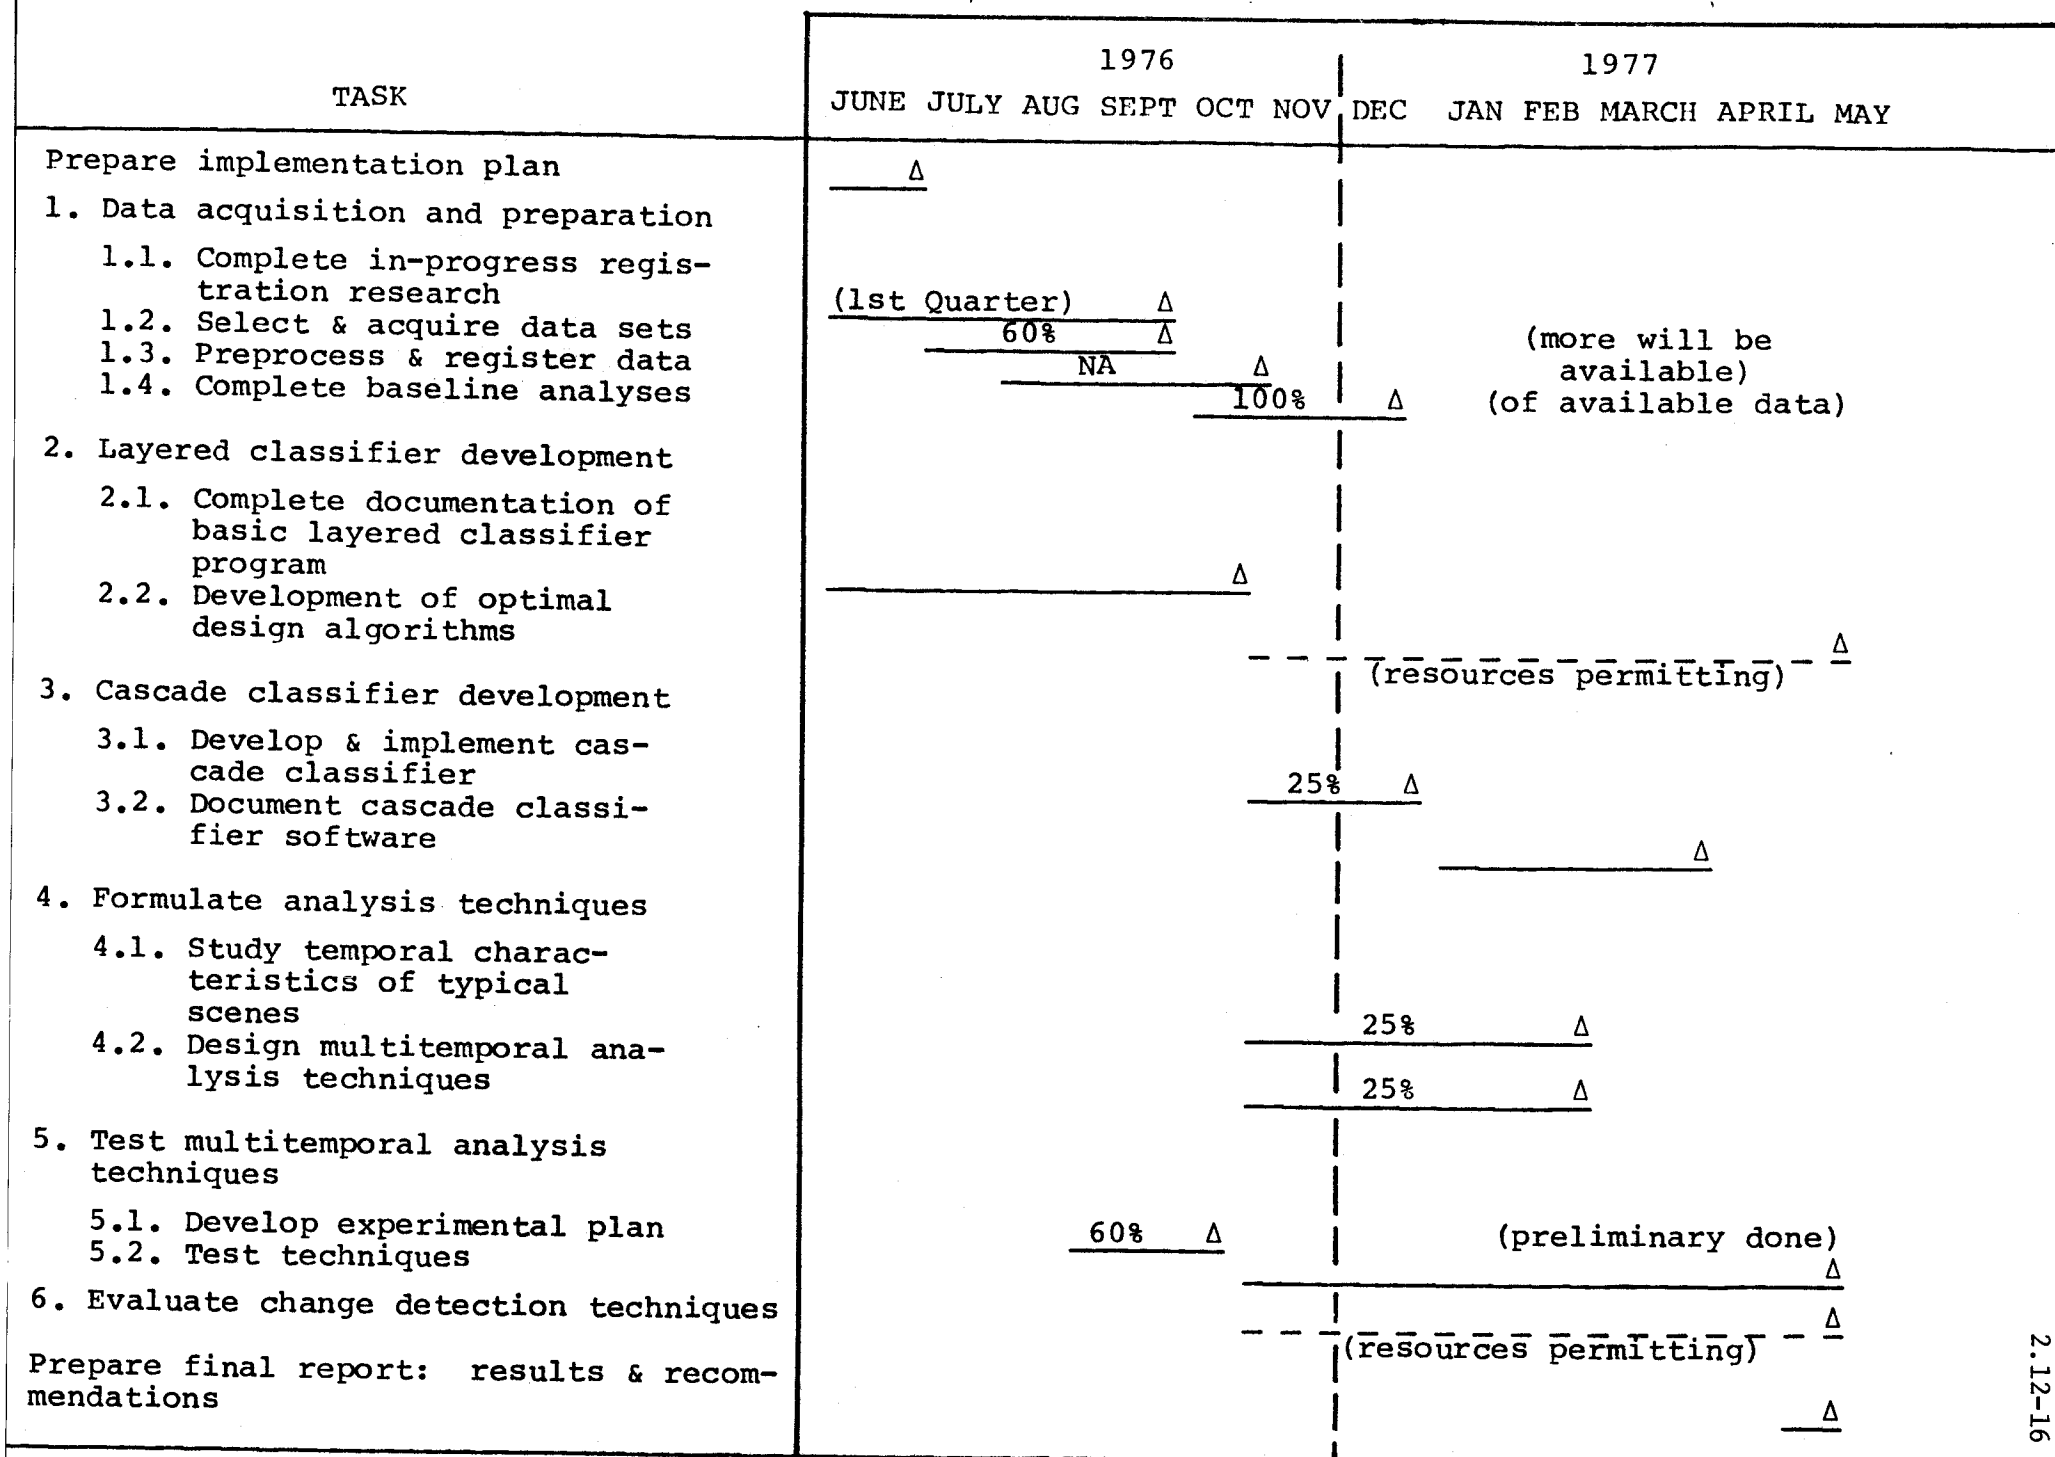 1976 1977
TASK JUNE JULY AUG SEPT OCT NOV DEC JAN FEB MARCH APRIL MAY
Prepare implementation plan Δ
1. Data acquisition and preparation
1.1. Complete in-progress regis-
tration research (1st Quarter) Δ
1.2. Select & acquire data sets 60% Δ (more will be
1.3. Preprocess & register data NA Δ available)
1.4. Complete baseline analyses 100% Δ (of available data)
2. Layered classifier development
2.1. Complete documentation of
basic layered classifier
program Δ
2.2. Development of optimal
design algorithms Δ
(resources permitting)
3. Cascade classifier development
3.1. Develop & implement cas-
cade classifier 25% Δ
3.2. Document cascade classi-
fier software Δ
4. Formulate analysis techniques
4.1. Study temporal charac-
teristics of typical
scenes 25% Δ
4.2. Design multitemporal ana-
lysis techniques 25% Δ
5. Test multitemporal analysis
techniques
5.1. Develop experimental plan 60% Δ (preliminary done)
5.2. Test techniques Δ
6. Evaluate change detection techniques Δ
(resources permitting)
Prepare final report: results & recom-
mendations Δ
2.12-16